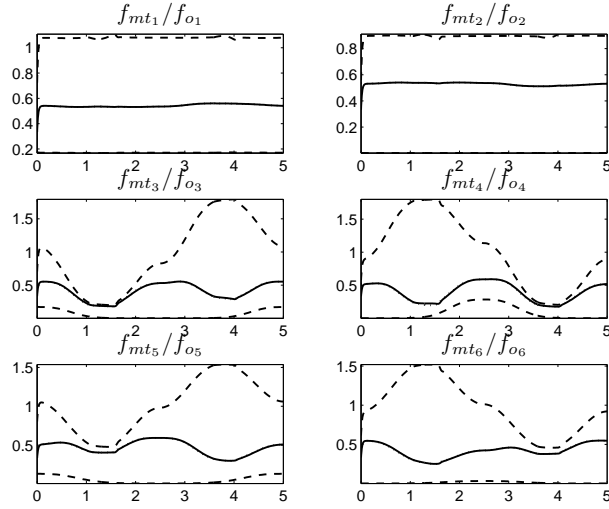 f_{mt_1}/f_{o_1} f_{mt_2}/f_{o_2}
1 0.8
0.8 0.6
0.6 0.4
0.4 0.2
0.2
0 1 2 3 4 5 0 1 2 3 4 5
f_{mt_3}/f_{o_3} f_{mt_4}/f_{o_4}
1.5 1.5
1 1
0.5 0.5
0 1 2 3 4 5 0 1 2 3 4 5
f_{mt_5}/f_{o_5} f_{mt_6}/f_{o_6}
1.5 1.5
1 1
0.5 0.5
0 1 2 3 4 5 0 1 2 3 4 5